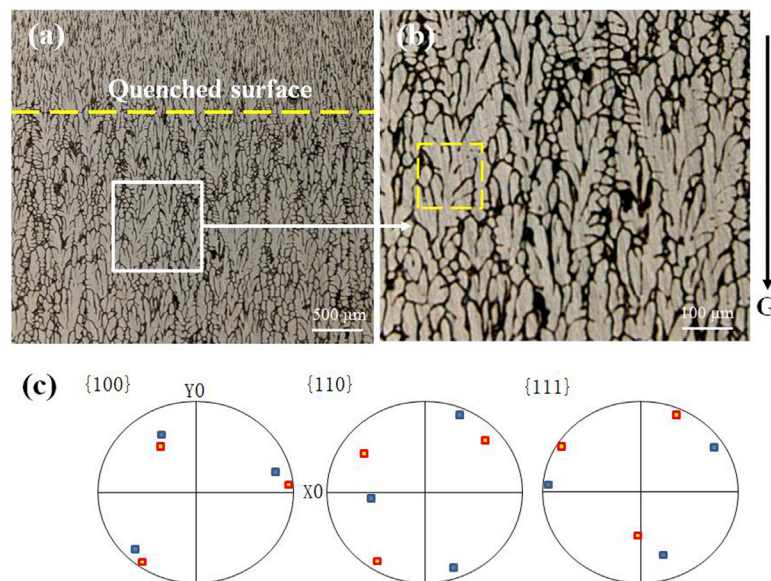 (a)
(b)
Quenched surface
500 μm
100 μm
G
(c)
{100}
Y0
{110}
{111}
X0